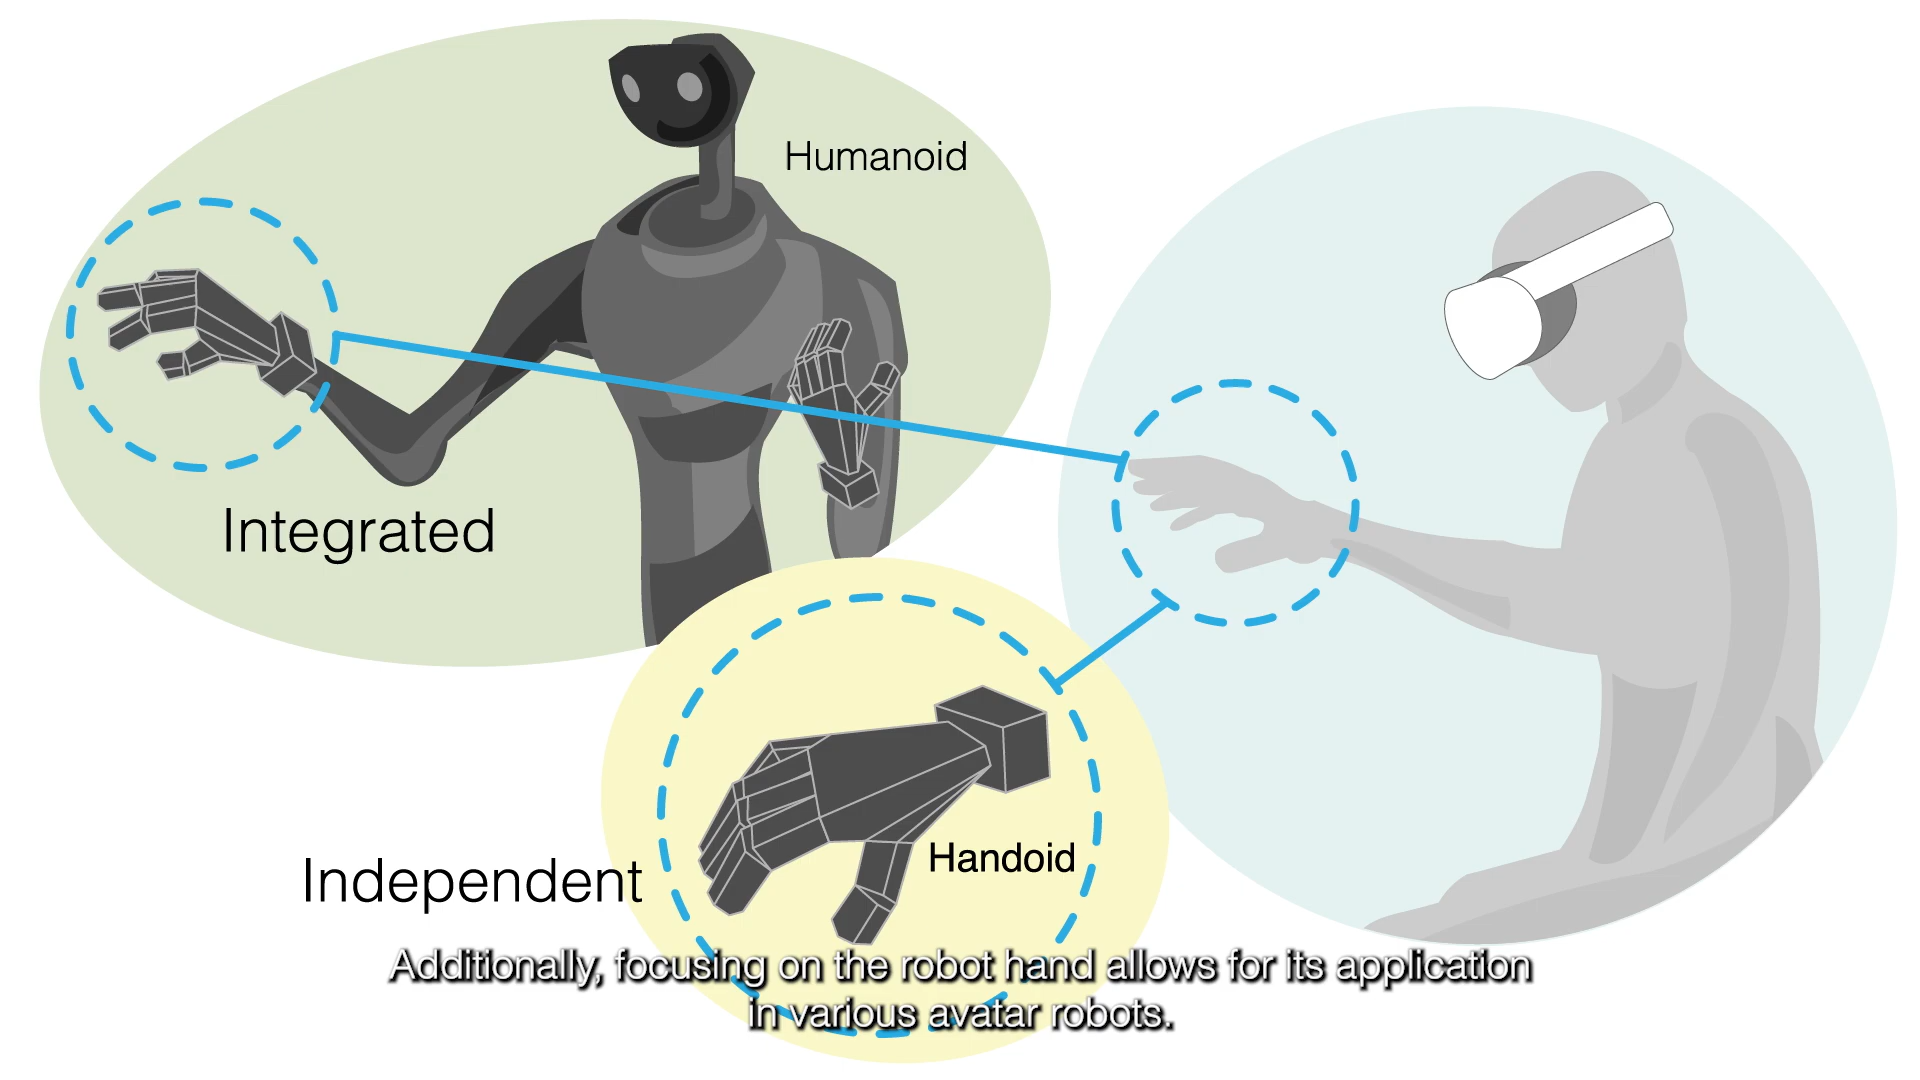 Humanoid
Integrated
Handoid
Independent
Additionally, focusing on the robot hand allows for its application
in various avatar robots.